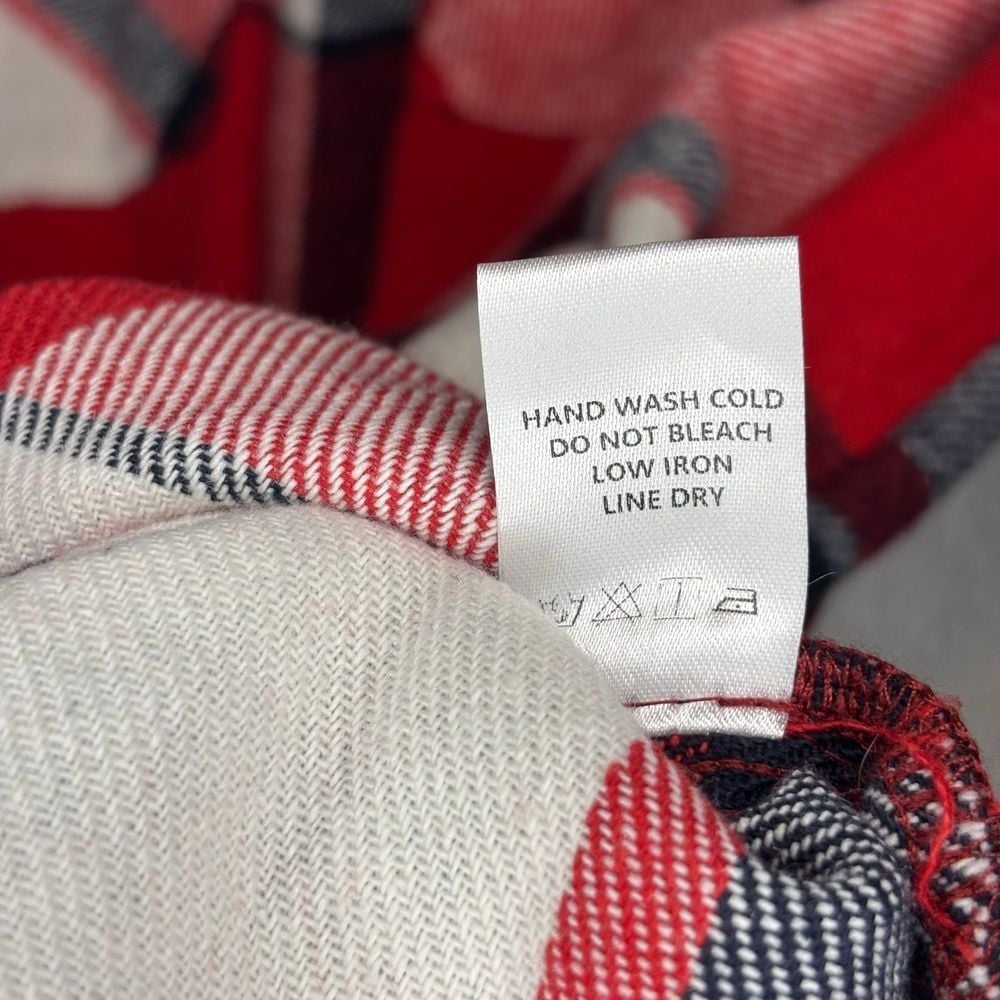 HAND WASH COLD
DO NOT BLEACH
LOW IRON
LINE DRY